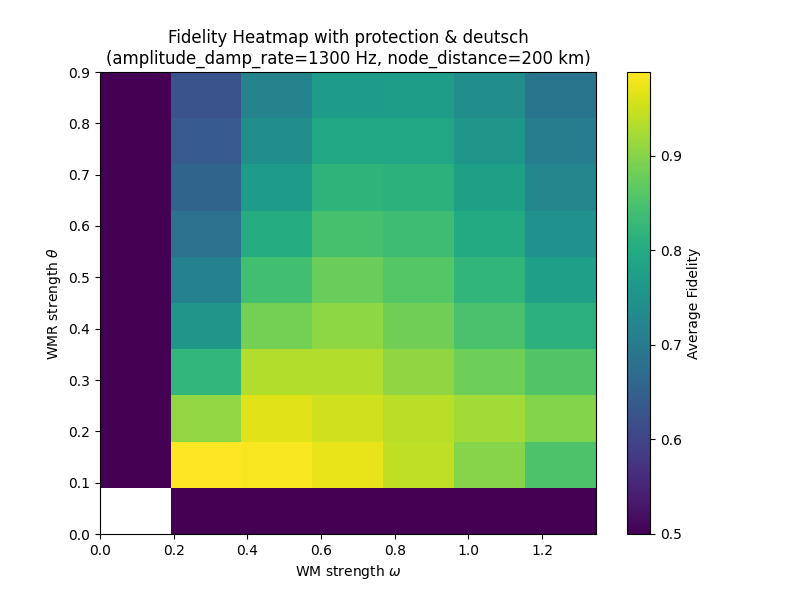 Fidelity Heatmap with protection & deutsch
(amplitude_damp_rate=1300 Hz, node_distance=200 km)
0.9
0.8
0.7
0.6
0.5
0.4
0.3
0.2
0.1
0.0
WMR strength θ
0.0 0.2 0.4 0.6 0.8 1.0 1.2
WM strength ω
0.9
0.8
0.7
0.6
0.5
Average Fidelity